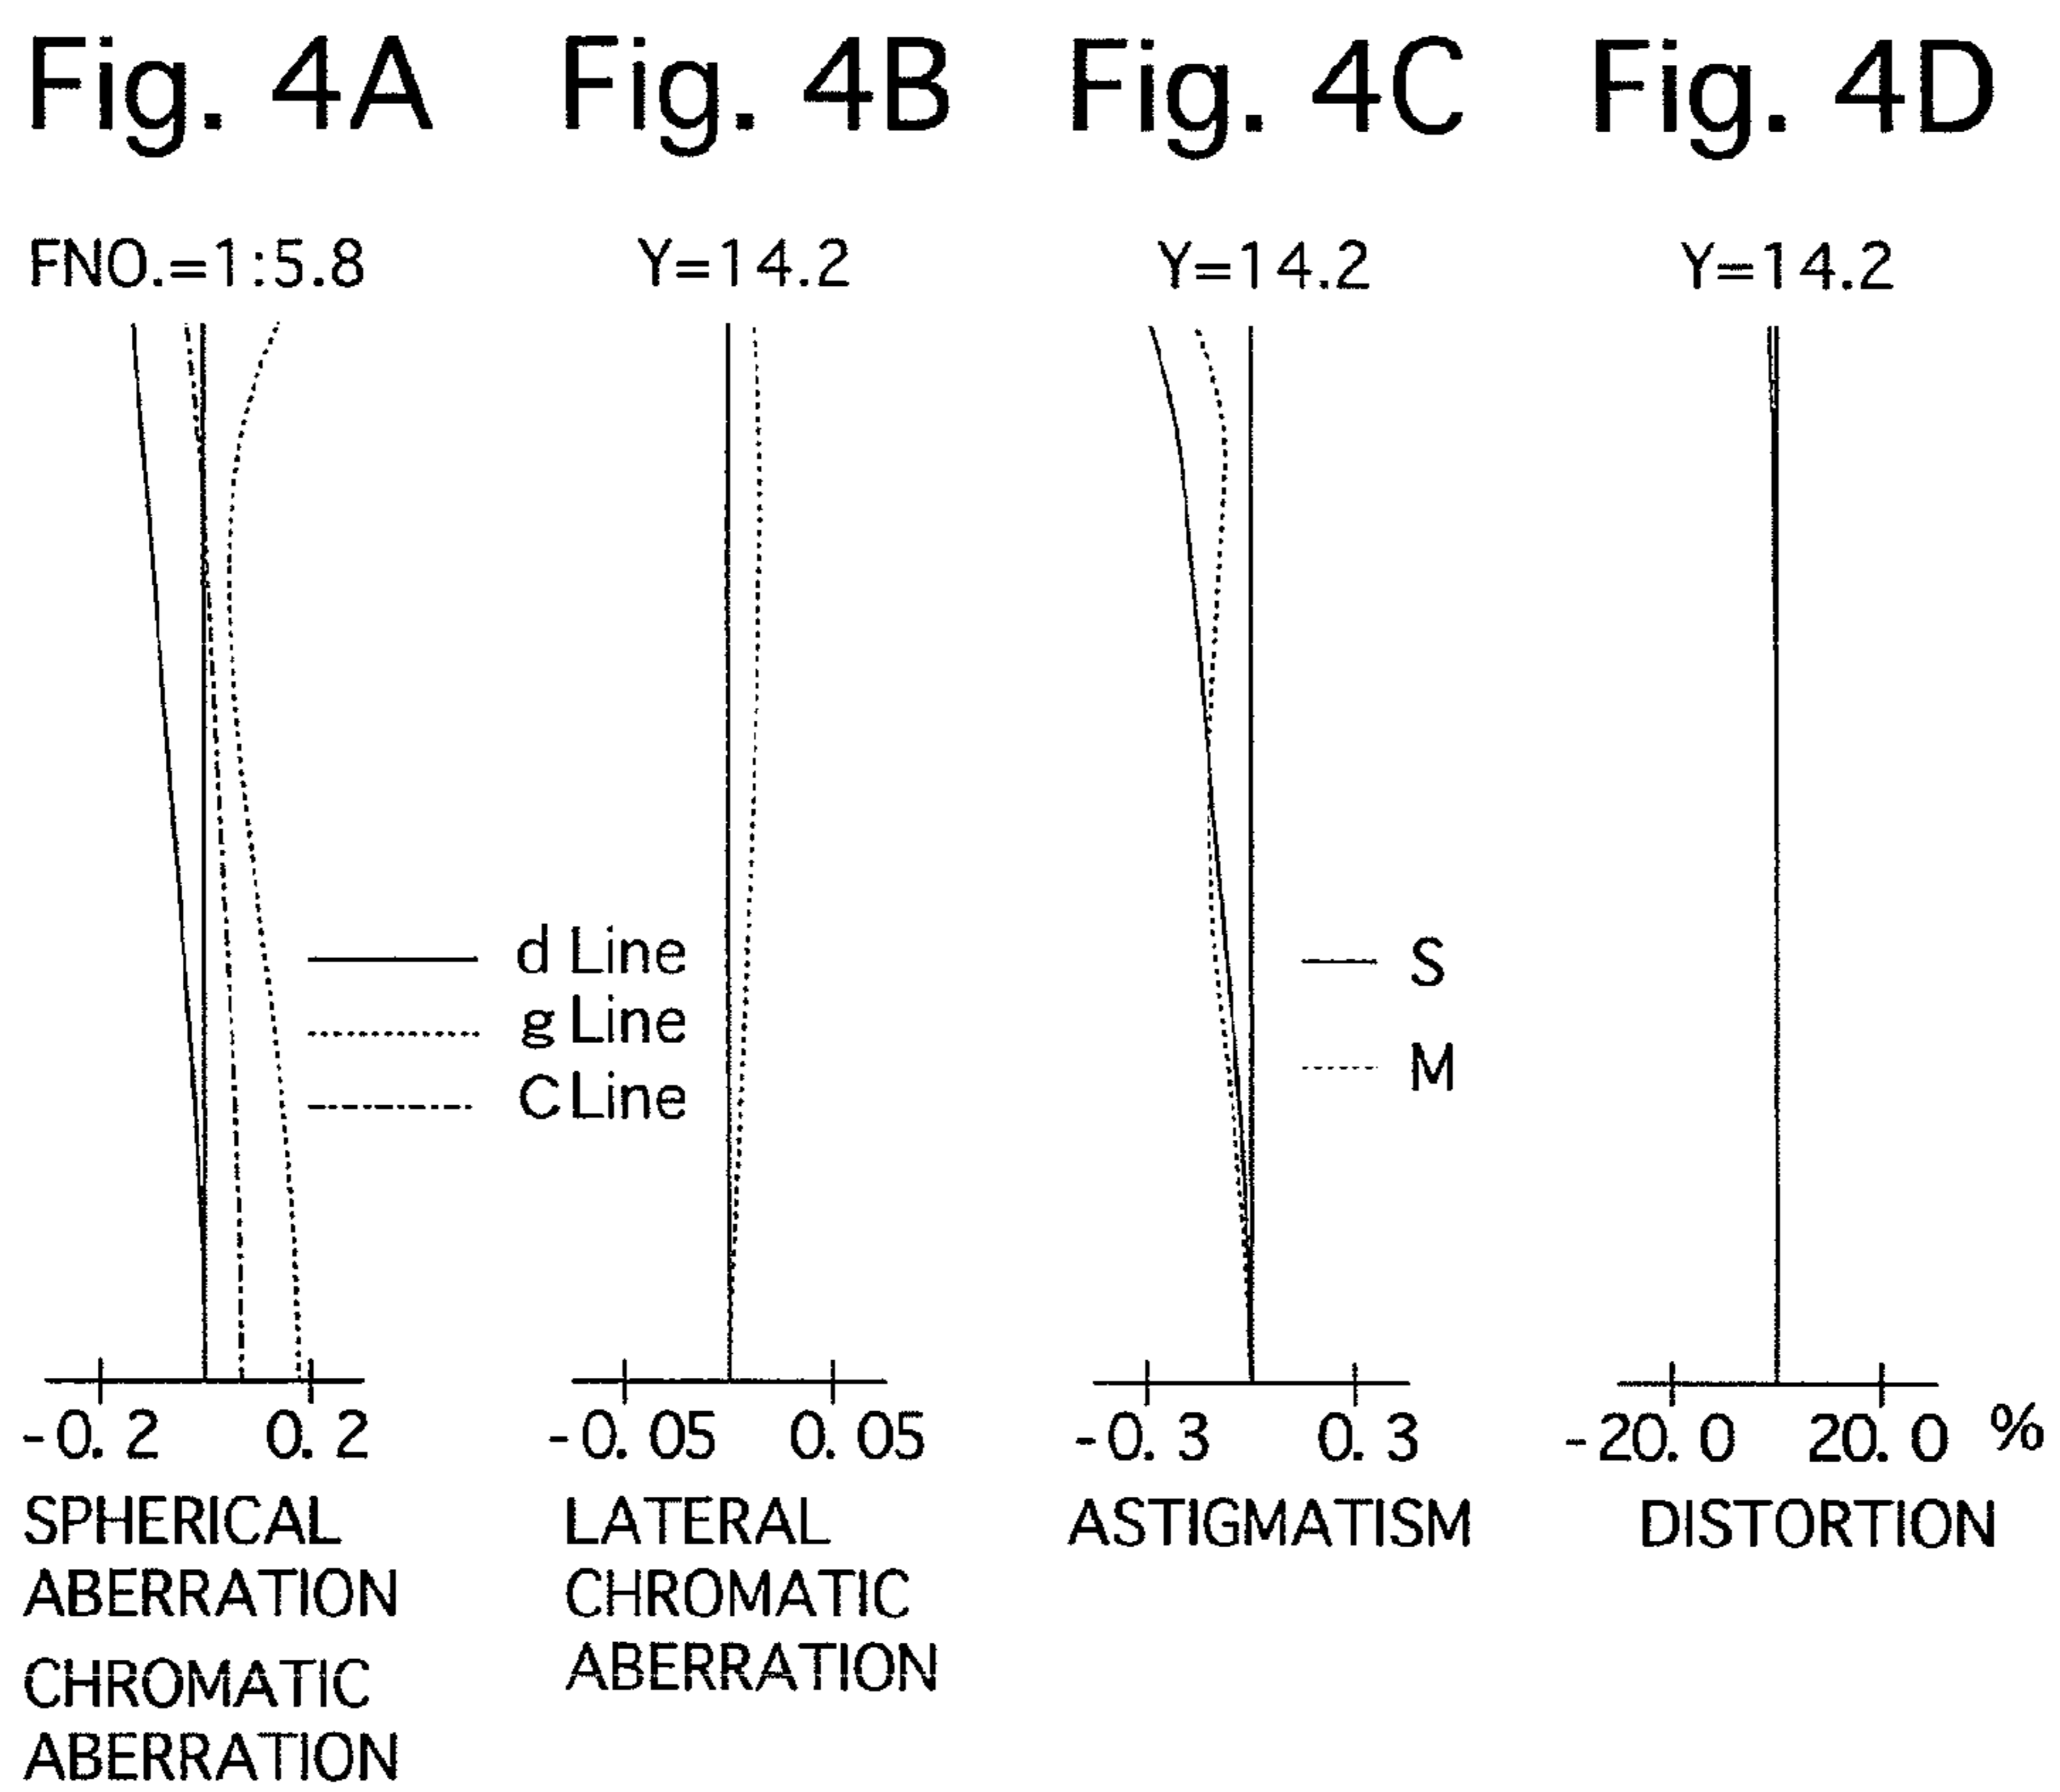 Fig. 4A Fig. 4B Fig. 4C Fig. 4D
FNO.=1:5.8 Y=14.2 Y=14.2 Y=14.2
d Line
g Line
C Line
S
M
-0.2 0.2 -0.05 0.05 -0.3 0.3 -20.0 20.0 %
SPHERICAL
ABERRATION
CHROMATIC
ABERRATION
LATERAL
CHROMATIC
ABERRATION
ASTIGMATISM
DISTORTION